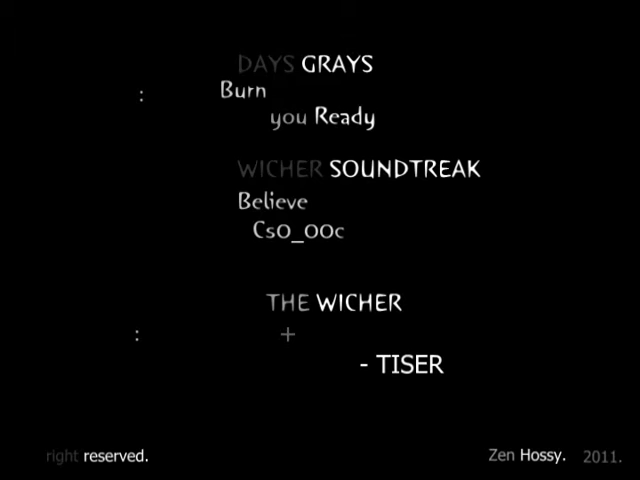 DAYS GRAYS
: Burn
you Ready
WICHER SOUNDTREAK
Believe
Cs0_00c
THE WICHER
: +
- TISER
right reserved. Zen Hossy. 2011.